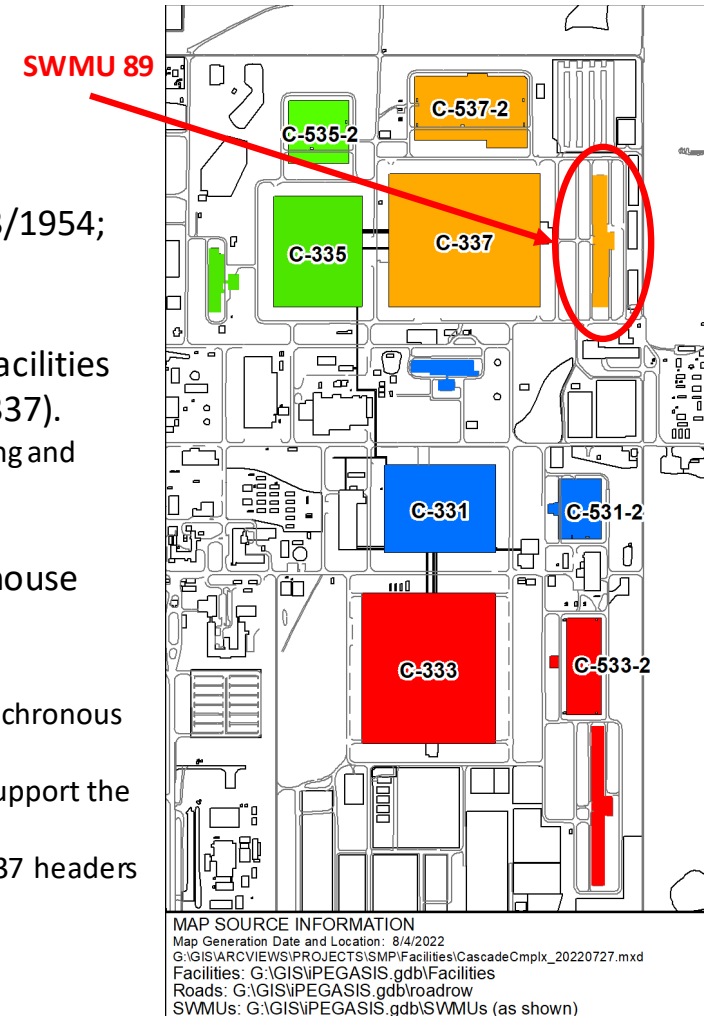 SWMU 89
/1954;
acilities
337).
ng and
house
chronous
upport the
37 headers
C-535-2
C-537-2
C-335
C-337
C-331
C-531-2
C-333
C-533-2
MAP SOURCE INFORMATION
Map Generation Date and Location: 8/4/2022
G:\GIS\ARCVIEWS\PROJECTS\SMP\Facilities\CascadeCmplx_20220727.mxd
Facilities: G:\GIS\iPEGASIS.gdb\Facilities
Roads: G:\GIS\iPEGASIS.gdb\roadrow
SWMUs: G:\GIS\iPEGASIS.gdb\SWMUs (as shown)